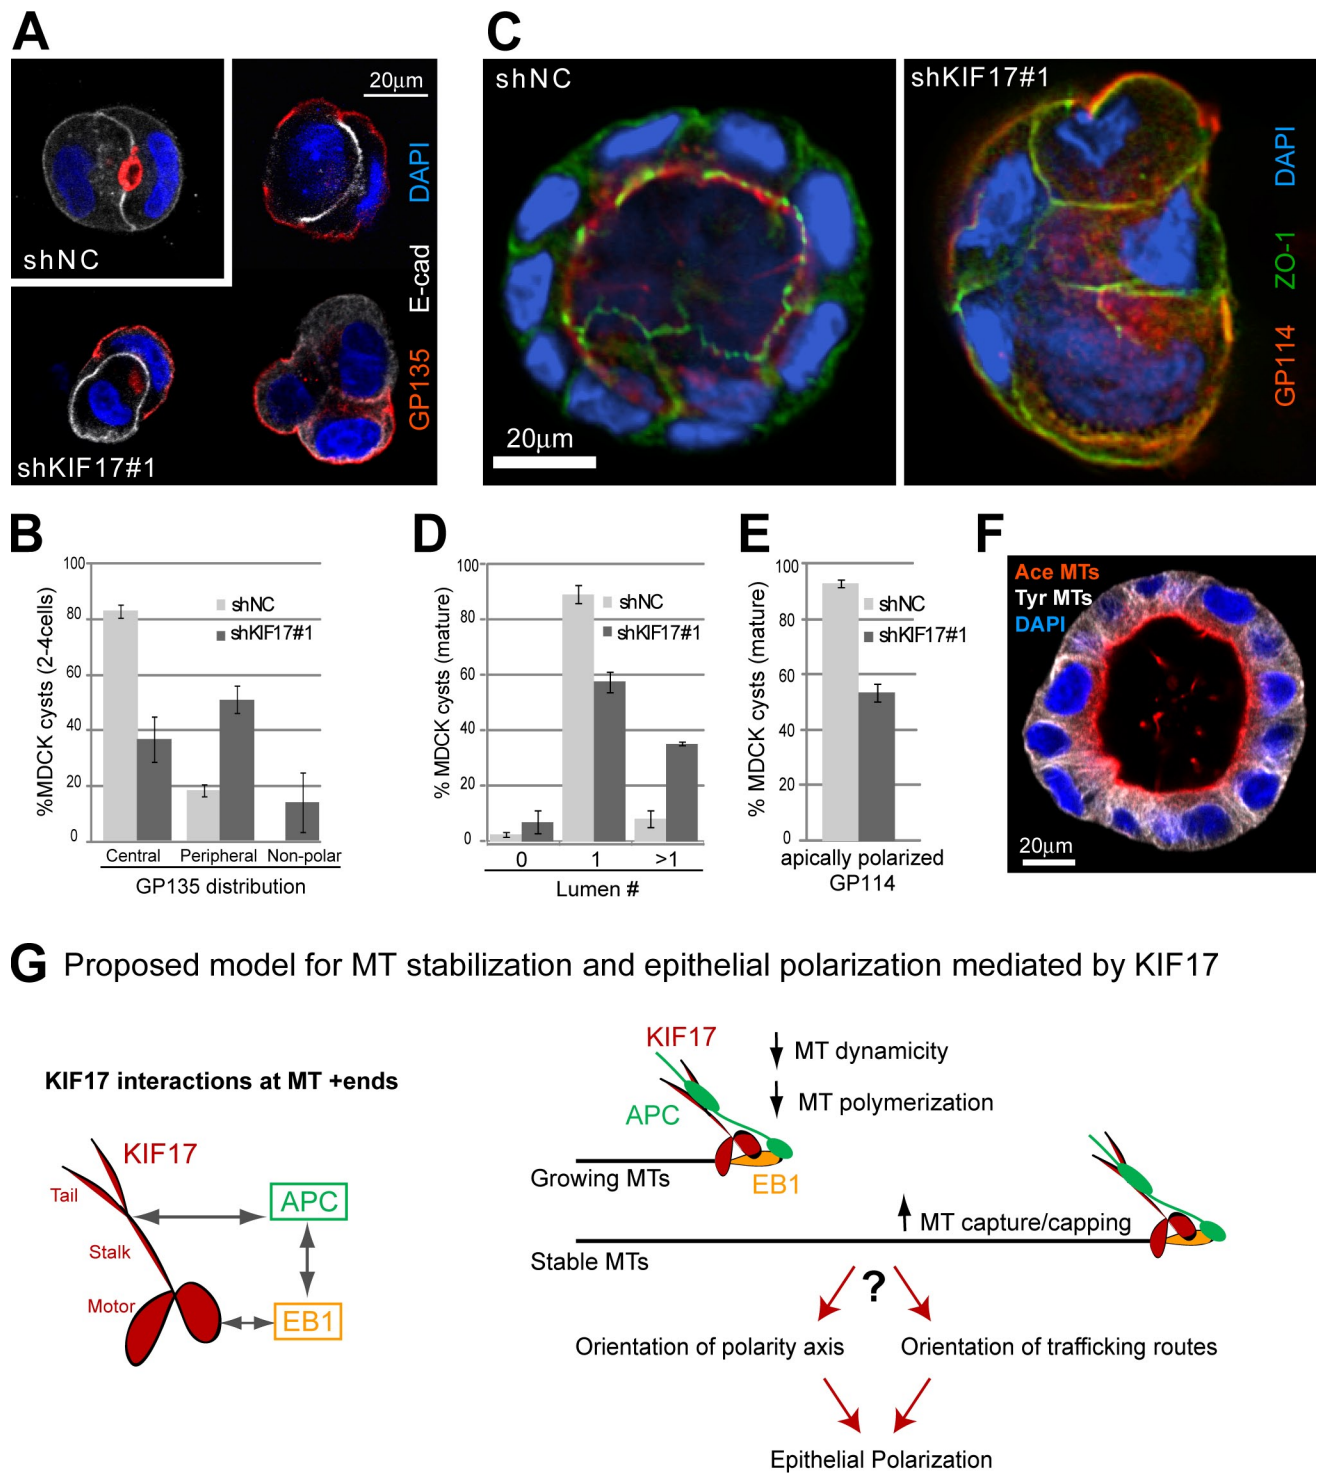 A
shNC
20μm
shKIF17#1
GP135 E-cad DAPI
C
shNC
shKIF17#1
20μm
GP114 ZO-1 DAPI
B
%MDCK cysts (2-4cells)
100
80
60
40
20
0
shNC
shKIF17#1
Central Peripheral Non-polar
GP135 distribution
D
% MDCK cysts (mature)
100
80
60
40
20
0
shNC
shKIF17#1
0 1 >1
Lumen #
E
% MDCK cysts (mature)
100
80
60
40
20
0
shNC
shKIF17#1
apically polarized
GP114
F
Ace MTs
Tyr MTs
DAPI
20μm
G Proposed model for MT stabilization and epithelial polarization mediated by KIF17
KIF17 interactions at MT +ends
KIF17
Tail
APC
Stalk
Motor
EB1
KIF17
MT dynamicity
APC
MT polymerization
Growing MTs
EB1
MT capture/capping
Stable MTs
?
Orientation of polarity axis
Orientation of trafficking routes
Epithelial Polarization